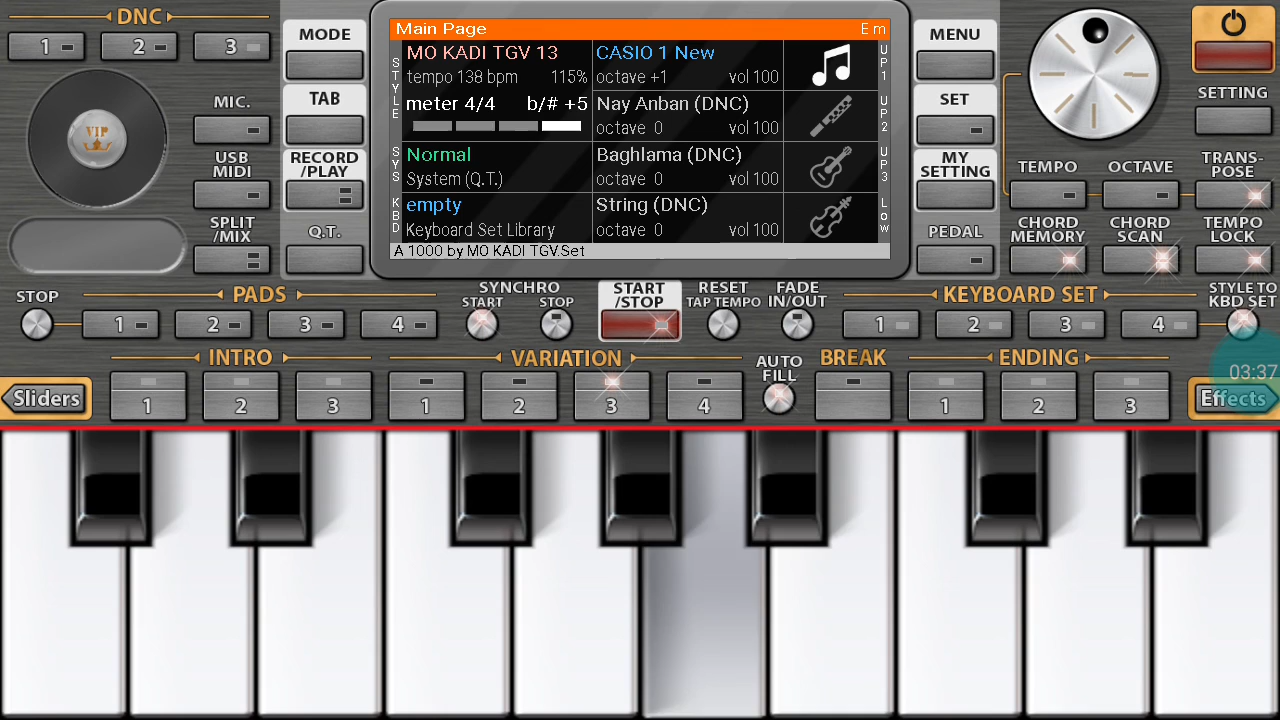 DNC
1
2
3
MIC.
USB
MIDI
SPLIT
/MIX
VIP
MODE
TAB
RECORD
/PLAY
Q.T.
Main Page
E m
STYLE
MO KADI TGV 13
tempo 138 bpm 115%
meter 4/4 b/# +5
SYS
Normal
System (Q.T.)
KBD
empty
Keyboard Set Library
CASIO 1 New
octave +1 vol 100
UP1
Nay Anban (DNC)
octave 0 vol 100
UP2
Baghlama (DNC)
octave 0 vol 100
UP3
String (DNC)
octave 0 vol 100
Low
A 1000 by MO KADI TGV.Set
MENU
SET
MY
SETTING
PEDAL
SETTING
TEMPO
OCTAVE
TRANS-
POSE
CHORD
MEMORY
CHORD
SCAN
TEMPO
LOCK
STOP
PADS
1
2
3
4
SYNCHRO
START
STOP
START
/STOP
RESET
TAP TEMPO
FADE
IN/OUT
KEYBOARD SET
1
2
3
4
STYLE TO
KBD SET
Sliders
INTRO
1
2
3
VARIATION
1
2
3
4
AUTO
FILL
BREAK
ENDING
1
2
3
03:37
Effects